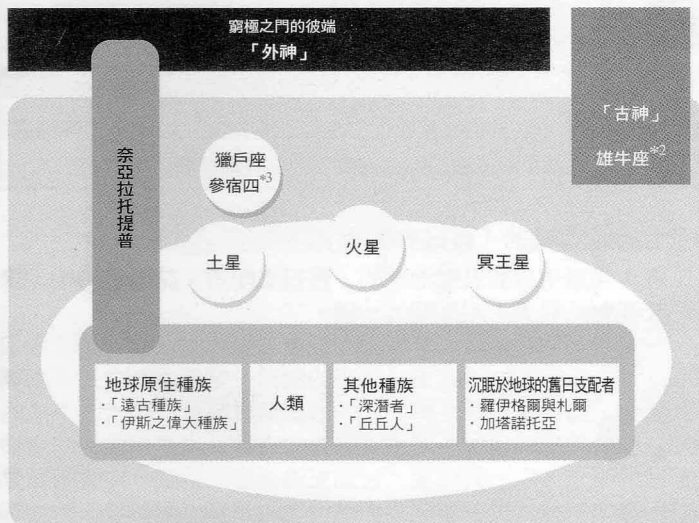 窮極之門的彼端
「外神」
「古神」
雄牛座*2
奈亞拉托提普
獵戶座
參宿四*3
土星
火星
冥王星
地球原住種族
·「遠古種族」
·「伊斯之偉大種族」
人類
其他種族
·「深潛者」
·「丘丘人」
沉眠於地球的舊日支配者
·羅伊格爾與札爾
·加塔諾托亞